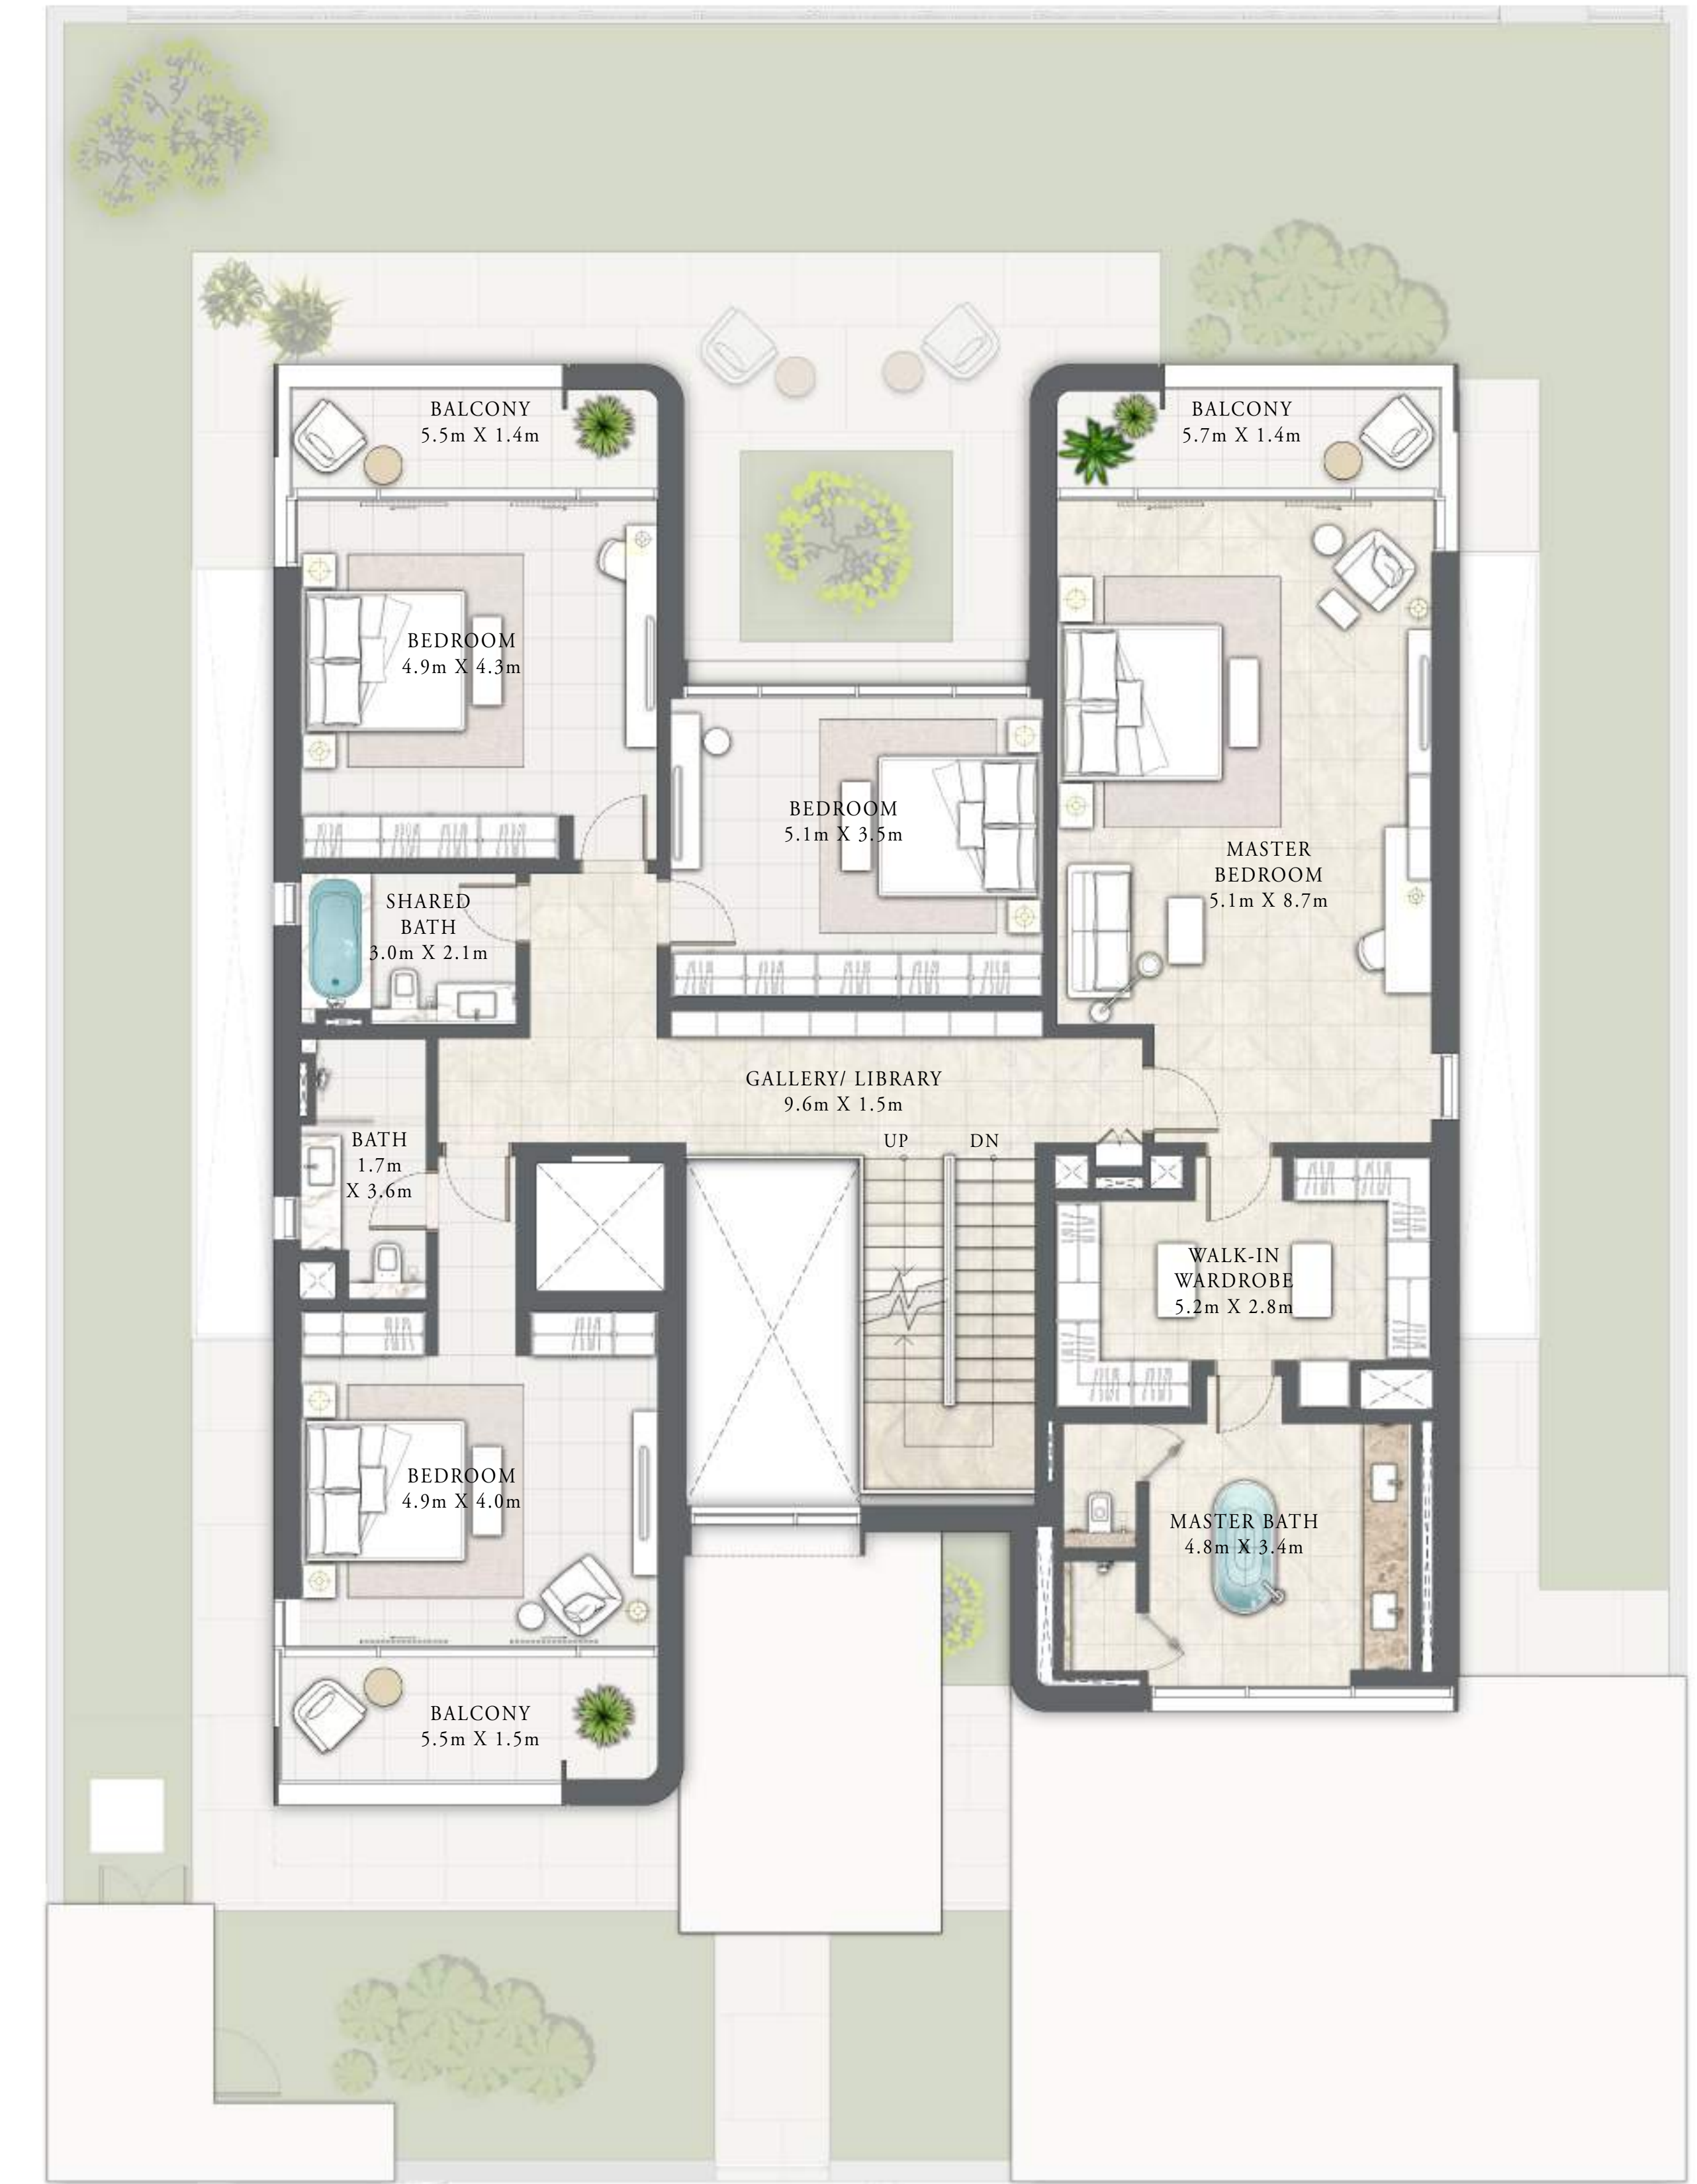 BALCONY
5.5m X 1.4m
BALCONY
5.7m X 1.4m
BEDROOM
4.9m X 4.3m
BEDROOM
5.1m X 3.5m
MASTER
BEDROOM
5.1m X 8.7m
SHARED
BATH
3.0m X 2.1m
GALLERY/ LIBRARY
9.6m X 1.5m
UP
DN
BATH
1.7m
X 3.6m
WALK-IN
WARDROBE
5.2m X 2.8m
BEDROOM
4.9m X 4.0m
MASTER BATH
4.8m X 3.4m
BALCONY
5.5m X 1.5m